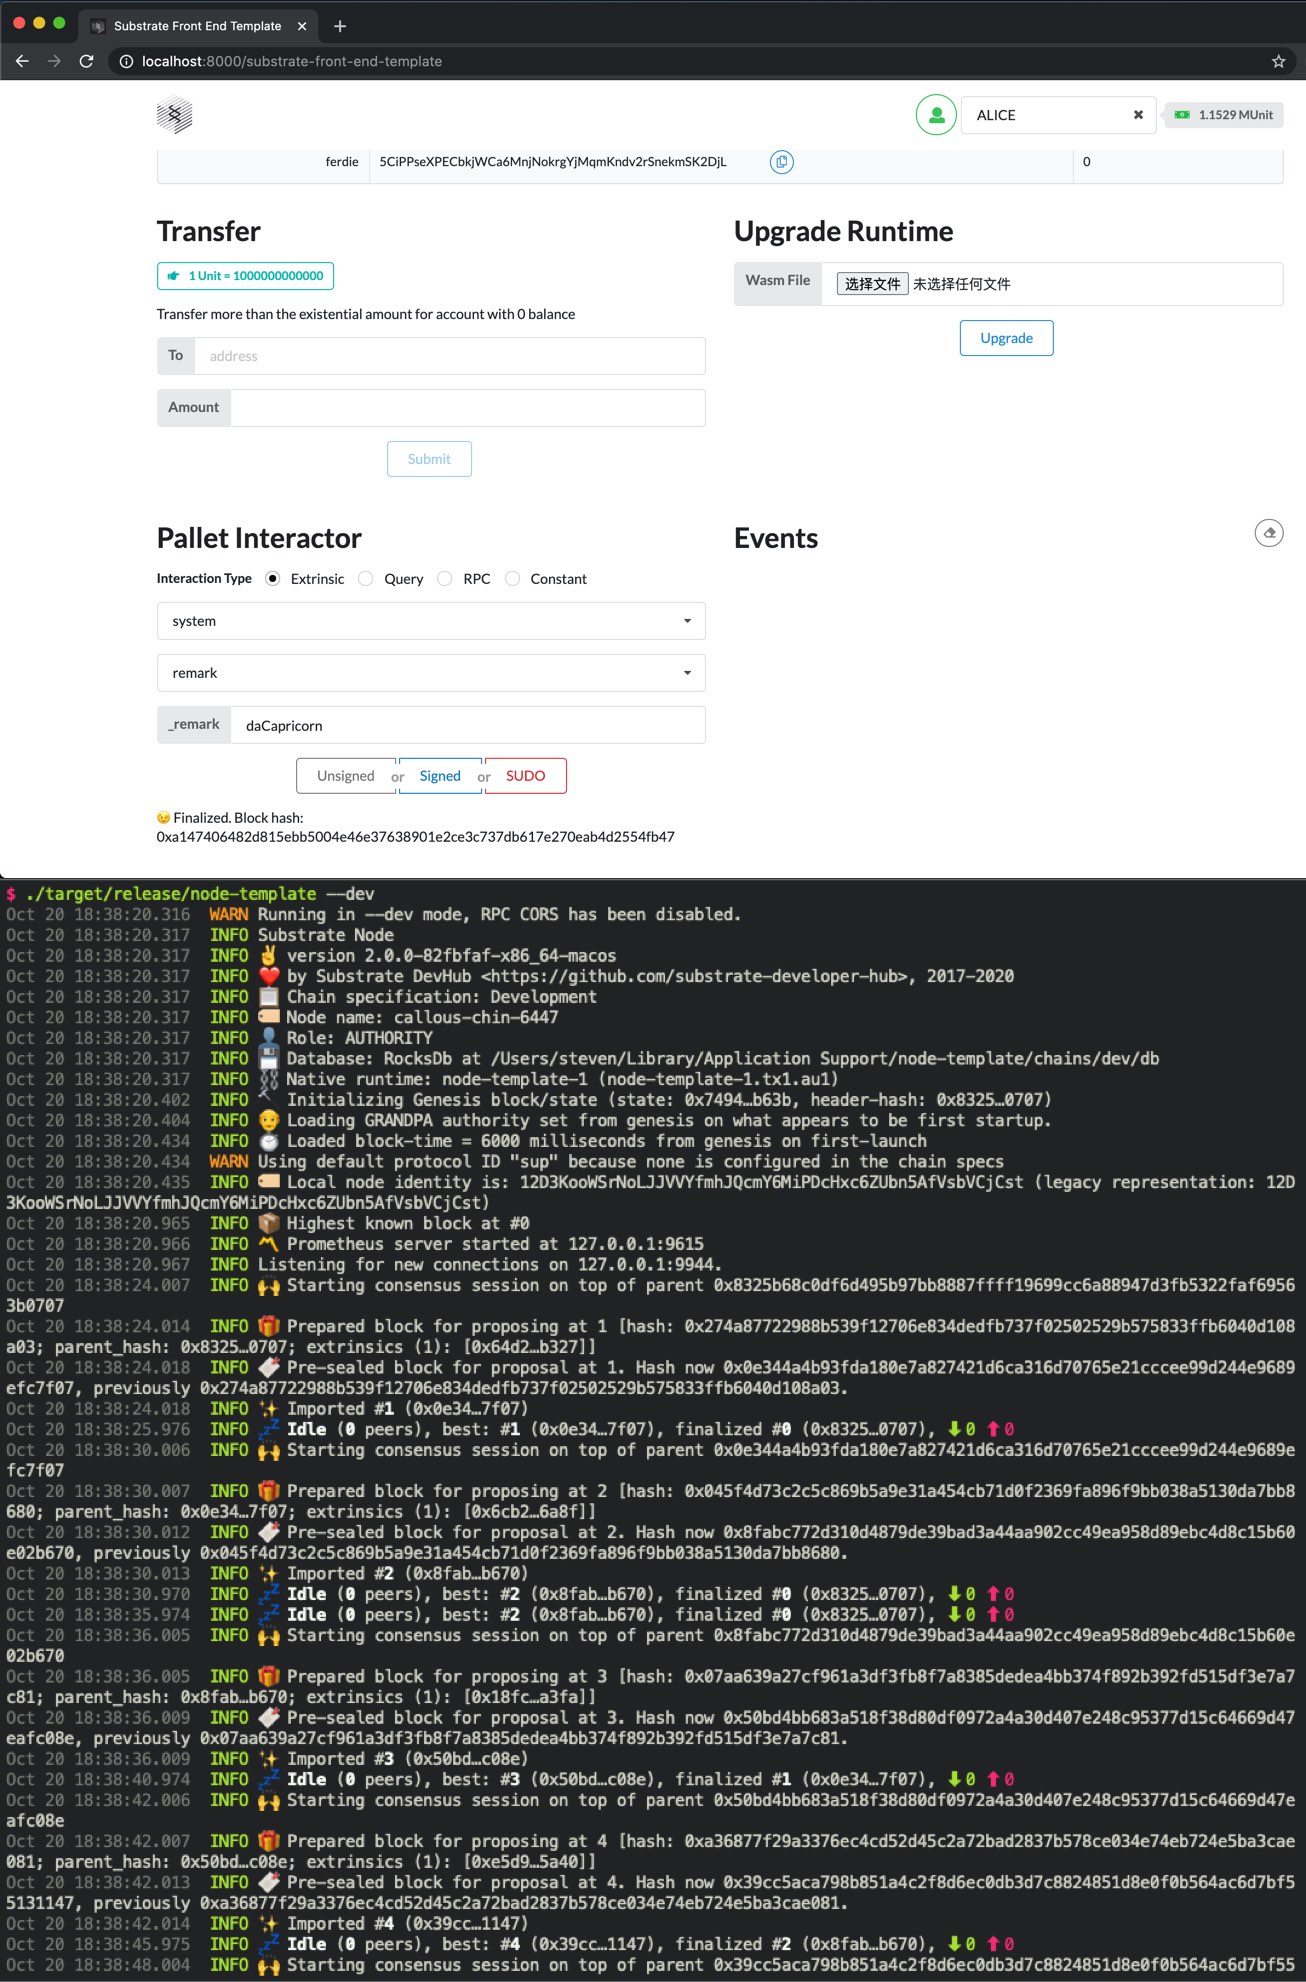 Substrate Front End Template
localhost:8000/substrate-front-end-template
ALICE
1.1529 MUnit
ferdie 5CiPPseXPECbkjWCa6MnjNokrgYjMqmKndv2rSnekmSK2DjL 0
Transfer
1 Unit = 1000000000000
Transfer more than the existential amount for account with 0 balance
To address
Amount
Submit
Upgrade Runtime
Wasm File 选择文件 未选择任何文件
Upgrade
Pallet Interactor
Interaction Type Extrinsic Query RPC Constant
system
remark
_remark daCapricorn
Unsigned or Signed or SUDO
😉 Finalized. Block hash:
0xa147406482d815ebb5004e46e37638901e2ce3c737db617e270eab4d2554fb47
Events
$ ./target/release/node-template --dev
Oct 20 18:38:20.316 WARN Running in --dev mode, RPC CORS has been disabled.
Oct 20 18:38:20.317 INFO Substrate Node
Oct 20 18:38:20.317 INFO ✌️ version 2.0.0-82fbfaf-x86_64-macos
Oct 20 18:38:20.317 INFO ❤️ by Substrate DevHub <https://github.com/substrate-developer-hub>, 2017-2020
Oct 20 18:38:20.317 INFO 📋 Chain specification: Development
Oct 20 18:38:20.317 INFO 🏷 Node name: callous-chin-6447
Oct 20 18:38:20.317 INFO 👤 Role: AUTHORITY
Oct 20 18:38:20.317 INFO 💾 Database: RocksDb at /Users/steven/Library/Application Support/node-template/chains/dev/db
Oct 20 18:38:20.317 INFO ⛓ Native runtime: node-template-1 (node-template-1.tx1.au1)
Oct 20 18:38:20.402 INFO 🔨 Initializing Genesis block/state (state: 0x7494…b63b, header-hash: 0x8325…0707)
Oct 20 18:38:20.404 INFO 👴 Loading GRANDPA authority set from genesis on what appears to be first startup.
Oct 20 18:38:20.434 INFO ⏱ Loaded block-time = 6000 milliseconds from genesis on first-launch
Oct 20 18:38:20.434 WARN Using default protocol ID "sup" because none is configured in the chain specs
Oct 20 18:38:20.435 INFO 🏷 Local node identity is: 12D3KooWSrNoLJJVVYfmhJQcmY6MiPDcHxc6ZUbn5AfVsbVCjCst (legacy representation: 12D
3KooWSrNoLJJVVYfmhJQcmY6MiPDcHxc6ZUbn5AfVsbVCjCst)
Oct 20 18:38:20.965 INFO 📦 Highest known block at #0
Oct 20 18:38:20.966 INFO 〽️ Prometheus server started at 127.0.0.1:9615
Oct 20 18:38:20.967 INFO Listening for new connections on 127.0.0.1:9944.
Oct 20 18:38:24.007 INFO 🙌 Starting consensus session on top of parent 0x8325b68c0df6d495b97bb8887ffff19699cc6a88947d3fb5322faf6956
3b0707
Oct 20 18:38:24.014 INFO 🎁 Prepared block for proposing at 1 [hash: 0x274a87722988b539f12706e834dedfb737f02502529b575833ffb6040d108
a03; parent_hash: 0x8325…0707; extrinsics (1): [0x64d2…b327]]
Oct 20 18:38:24.018 INFO 🔖 Pre-sealed block for proposal at 1. Hash now 0x0e344a4b93fda180e7a827421d6ca316d70765e21cccee99d244e9689
efc7f07, previously 0x274a87722988b539f12706e834dedfb737f02502529b575833ffb6040d108a03.
Oct 20 18:38:24.018 INFO ✨ Imported #1 (0x0e34…7f07)
Oct 20 18:38:25.976 INFO 💤 Idle (0 peers), best: #1 (0x0e34…7f07), finalized #0 (0x8325…0707), ⬇ 0 ⬆ 0
Oct 20 18:38:30.006 INFO 🙌 Starting consensus session on top of parent 0x0e344a4b93fda180e7a827421d6ca316d70765e21cccee99d244e9689e
fc7f07
Oct 20 18:38:30.007 INFO 🎁 Prepared block for proposing at 2 [hash: 0x045f4d73c2c5c869b5a9e31a454cb71d0f2369fa896f9bb038a5130da7bb8
680; parent_hash: 0x0e34…7f07; extrinsics (1): [0x6cb2…6a8f]]
Oct 20 18:38:30.012 INFO 🔖 Pre-sealed block for proposal at 2. Hash now 0x8fabc772d310d4879de39bad3a44aa902cc49ea958d89ebc4d8c15b60
e02b670, previously 0x045f4d73c2c5c869b5a9e31a454cb71d0f2369fa896f9bb038a5130da7bb8680.
Oct 20 18:38:30.013 INFO ✨ Imported #2 (0x8fab…b670)
Oct 20 18:38:30.970 INFO 💤 Idle (0 peers), best: #2 (0x8fab…b670), finalized #0 (0x8325…0707), ⬇ 0 ⬆ 0
Oct 20 18:38:35.974 INFO 💤 Idle (0 peers), best: #2 (0x8fab…b670), finalized #0 (0x8325…0707), ⬇ 0 ⬆ 0
Oct 20 18:38:36.005 INFO 🙌 Starting consensus session on top of parent 0x8fabc772d310d4879de39bad3a44aa902cc49ea958d89ebc4d8c15b60e
02b670
Oct 20 18:38:36.005 INFO 🎁 Prepared block for proposing at 3 [hash: 0x07aa639a27cf961a3df3fb8f7a8385dedea4bb374f892b392fd515df3e7a7
c81; parent_hash: 0x8fab…b670; extrinsics (1): [0x18fc…a3fa]]
Oct 20 18:38:36.009 INFO 🔖 Pre-sealed block for proposal at 3. Hash now 0x50bd4bb683a518f38d80df0972a4a30d407e248c95377d15c64669d47
eafc08e, previously 0x07aa639a27cf961a3df3fb8f7a8385dedea4bb374f892b392fd515df3e7a7c81.
Oct 20 18:38:36.009 INFO ✨ Imported #3 (0x50bd…c08e)
Oct 20 18:38:40.974 INFO 💤 Idle (0 peers), best: #3 (0x50bd…c08e), finalized #1 (0x0e34…7f07), ⬇ 0 ⬆ 0
Oct 20 18:38:42.006 INFO 🙌 Starting consensus session on top of parent 0x50bd4bb683a518f38d80df0972a4a30d407e248c95377d15c64669d47e
afc08e
Oct 20 18:38:42.007 INFO 🎁 Prepared block for proposing at 4 [hash: 0xa36877f29a3376ec4cd52d45c2a72bad2837b578ce034e74eb724e5ba3cae
081; parent_hash: 0x50bd…c08e; extrinsics (1): [0xe5d9…5a40]]
Oct 20 18:38:42.013 INFO 🔖 Pre-sealed block for proposal at 4. Hash now 0x39cc5aca798b851a4c2f8d6ec0db3d7c8824851d8e0f0b564ac6d7bf5
5131147, previously 0xa36877f29a3376ec4cd52d45c2a72bad2837b578ce034e74eb724e5ba3cae081.
Oct 20 18:38:42.014 INFO ✨ Imported #4 (0x39cc…1147)
Oct 20 18:38:45.975 INFO 💤 Idle (0 peers), best: #4 (0x39cc…1147), finalized #2 (0x8fab…b670), ⬇ 0 ⬆ 0
Oct 20 18:38:48.004 INFO 🙌 Starting consensus session on top of parent 0x39cc5aca798b851a4c2f8d6ec0db3d7c8824851d8e0f0b564ac6d7bf55